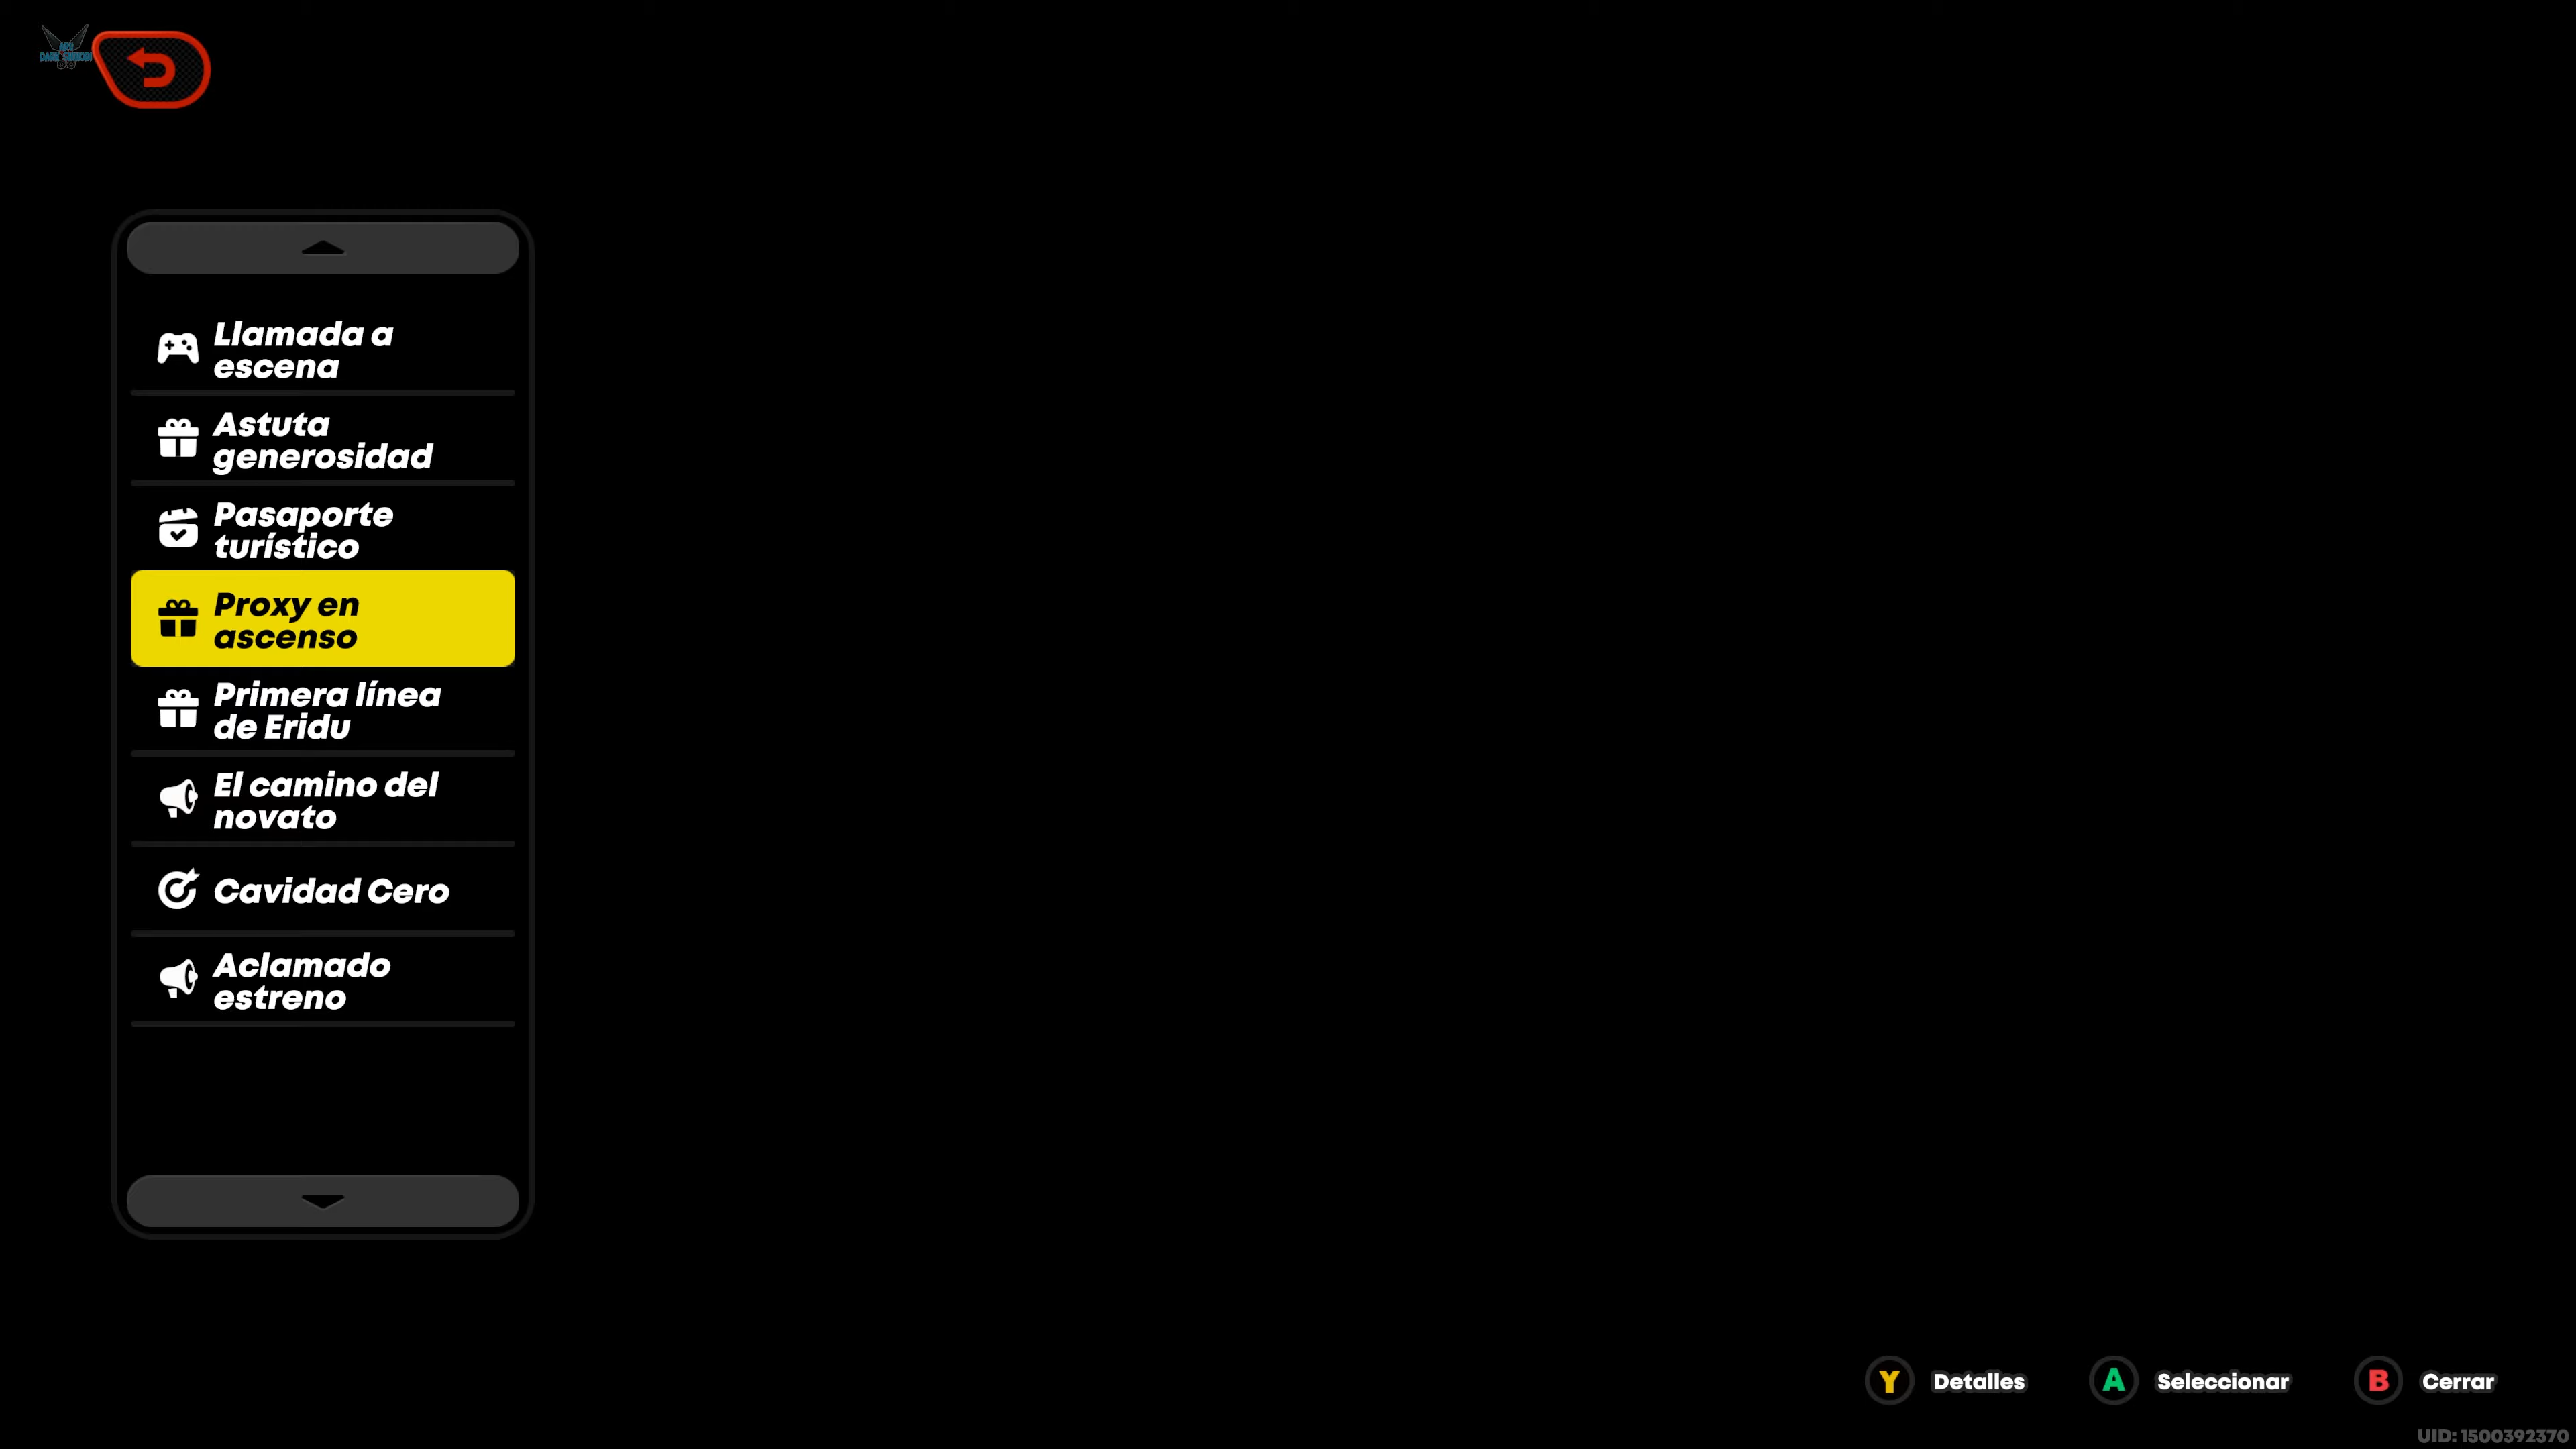 Llamada a
escena
Astuta
generosidad
Pasaporte
turístico
Proxy en
ascenso
Primera línea
de Eridu
El camino del
novato
Cavidad Cero
Aclamado
estreno
Y Detalles A Seleccionar B Cerrar
UID: 1500392370